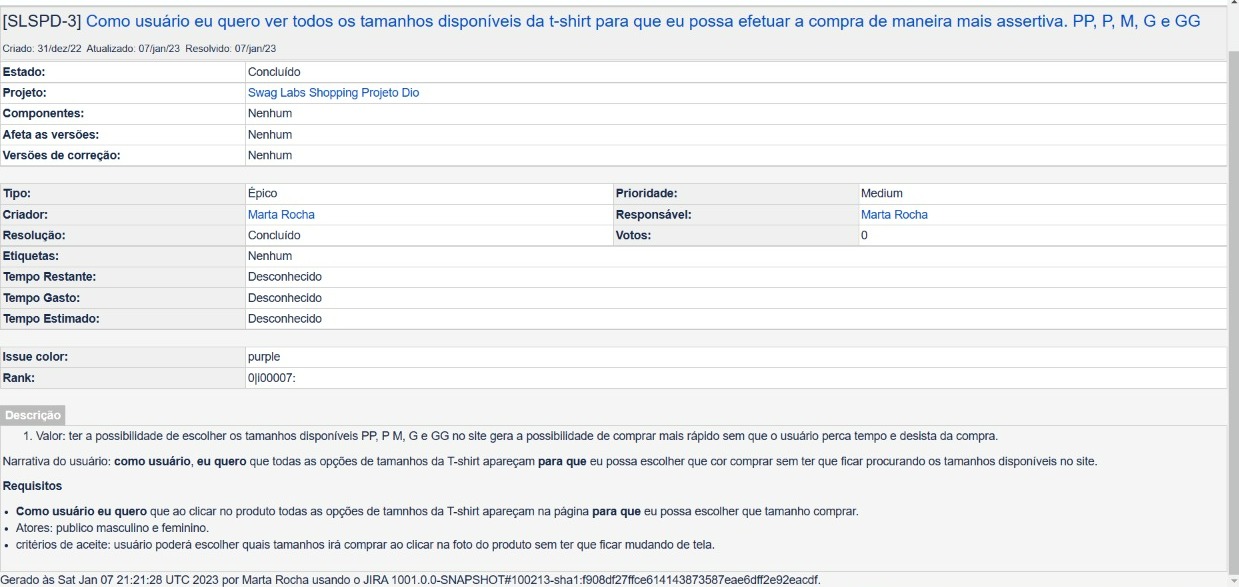 [SLSPD-3] Como usuário eu quero ver todos os tamanhos disponíveis da t-shirt para que eu possa efetuar a compra de maneira mais assertiva. PP, P, M, G e GG
Criado: 31/dez/22 Atualizado: 07/jan/23 Resolvido: 07/jan/23
Estado: Concluído
Projeto: Swag Labs Shopping Projeto Dio
Componentes: Nenhum
Afeta as versões: Nenhum
Versões de correção: Nenhum
Tipo: Épico Prioridade: Medium
Criador: Marta Rocha Responsável: Marta Rocha
Resolução: Concluído Votos: 0
Etiquetas: Nenhum
Tempo Restante: Desconhecido
Tempo Gasto: Desconhecido
Tempo Estimado: Desconhecido
Issue color: purple
Rank: 0|i00007:
Descrição
1. Valor: ter a possibilidade de escolher os tamanhos disponíveis PP, P M, G e GG no site gera a possibilidade de comprar mais rápido sem que o usuário perca tempo e desista da compra.
Narrativa do usuário: como usuário, eu quero que todas as opções de tamanhos da T-shirt apareçam para que eu possa escolher que cor comprar sem ter que ficar procurando os tamanhos disponíveis no site.
Requisitos
• Como usuário eu quero que ao clicar no produto todas as opções de tamnhos da T-shirt apareçam na página para que eu possa escolher que tamanho comprar.
• Atores: publico masculino e feminino.
• critérios de aceite: usuário poderá escolher quais tamanhos irá comprar ao clicar na foto do produto sem ter que ficar mudando de tela.
Gerado às Sat Jan 07 21:21:28 UTC 2023 por Marta Rocha usando o JIRA 1001.0.0-SNAPSHOT#100213-sha1:f908df27ffce614143873587eae6dff2e92eacdf.